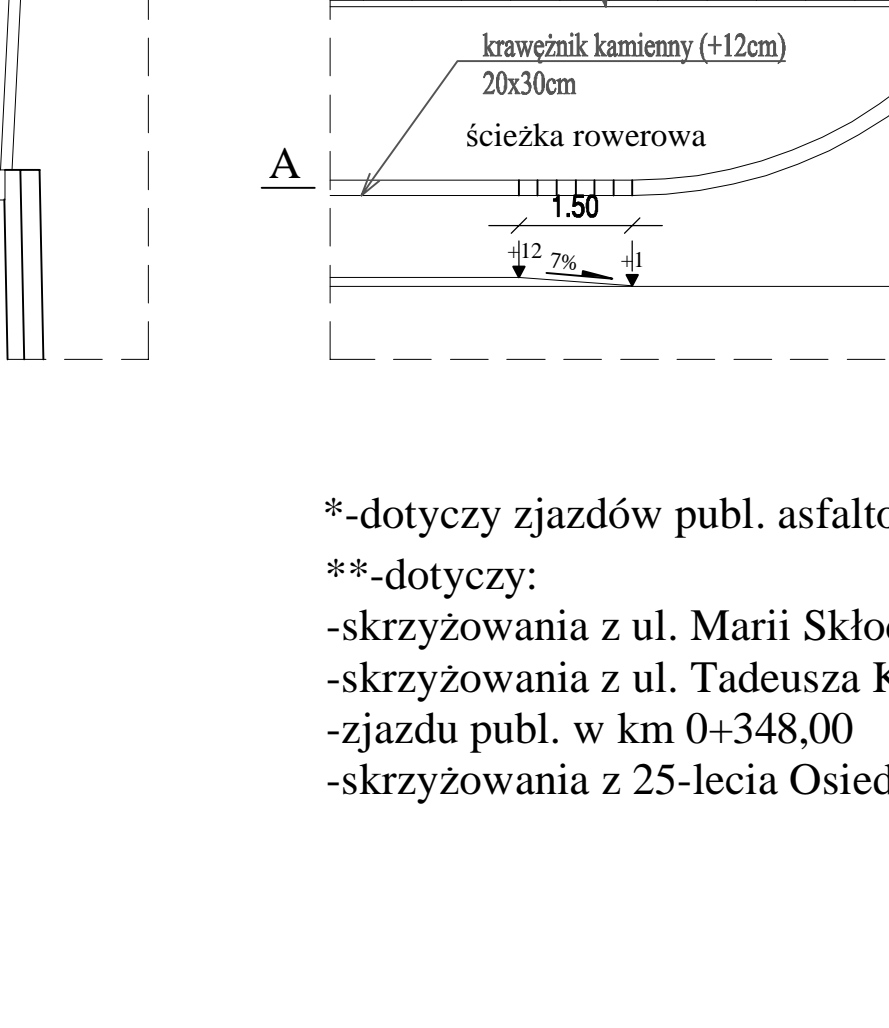 krawężnik kamienny (+12cm)
20x30cm
ścieżka rowerowa
A
1.50
+12 7% +1
*-dotyczy zjazdów publ. asfalto
**-dotyczy:
-skrzyżowania z ul. Marii Skło
-skrzyżowania z ul. Tadeusza K
-zjazdu publ. w km 0+348,00
-skrzyżowania z 25-lecia Osied